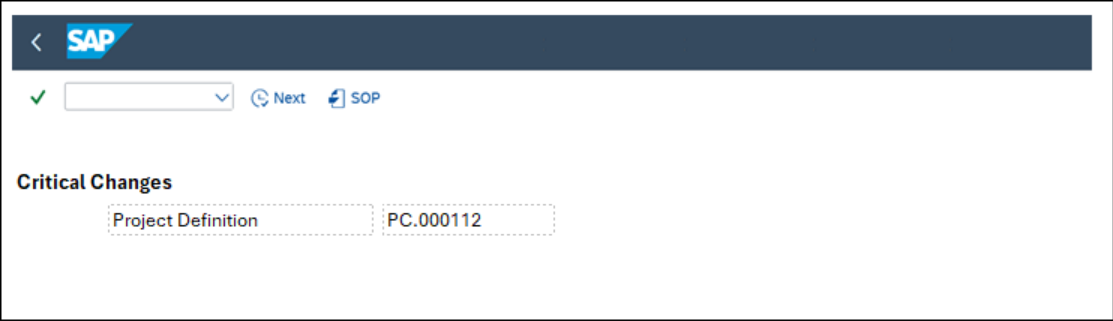 SAP
Next SOP
Critical Changes
Project Definition PC.000112